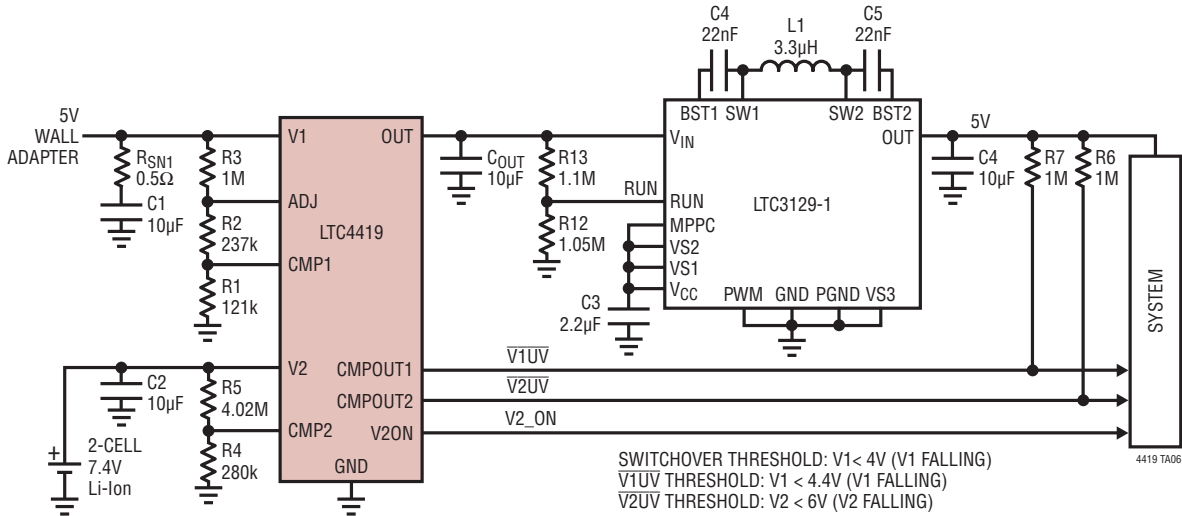 C4
22nF
L1
3.3µH
C5
22nF
BST1 SW1
SW2 BST2
5V
WALL
ADAPTER
RSN1
0.5Ω
C1
10µF
R3
1M
R2
237k
R1
121k
V1
OUT
ADJ
LTC4419
CMP1
COUT
10µF
R13
1.1M
RUN
R12
1.05M
VIN
OUT
RUN
LTC3129-1
MPPC
VS2
VS1
VCC
PWM GND PGND VS3
C3
2.2µF
5V
C4
10µF
R7
1M
R6
1M
SYSTEM
C2
10µF
R5
4.02M
R4
280k
+
2-CELL
7.4V
Li-Ion
V2
CMPOUT1
CMPOUT2
CMP2
V2ON
GND
V1UV
V2UV
V2_ON
SWITCHOVER THRESHOLD: V1< 4V (V1 FALLING)
V1UV THRESHOLD: V1 < 4.4V (V1 FALLING)
V2UV THRESHOLD: V2 < 6V (V2 FALLING)
4419 TA06